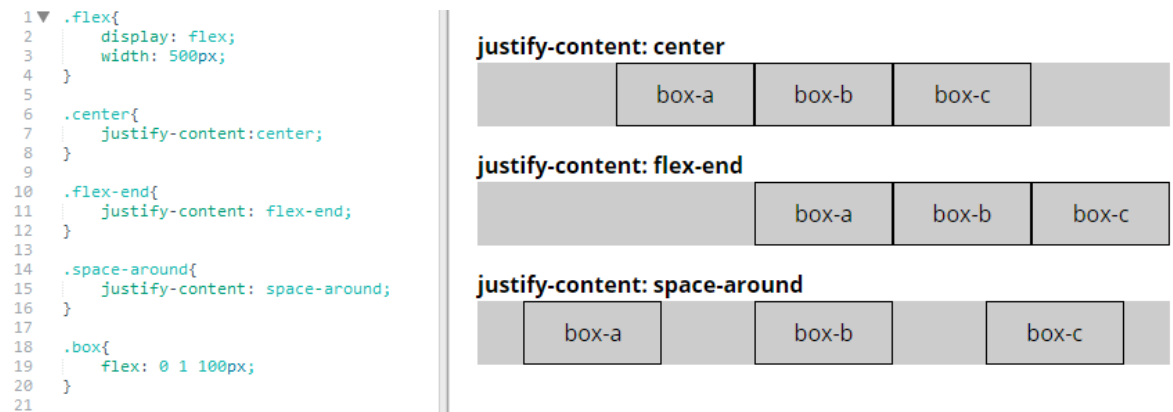 1 .flex{
2 display: flex;
3 width: 500px;
4 }
5
6 .center{
7 justify-content:center;
8 }
9
10 .flex-end{
11 justify-content: flex-end;
12 }
13
14 .space-around{
15 justify-content: space-around;
16 }
17
18 .box{
19 flex: 0 1 100px;
20 }
21
justify-content: center
box-a box-b box-c
justify-content: flex-end
box-a box-b box-c
justify-content: space-around
box-a box-b box-c